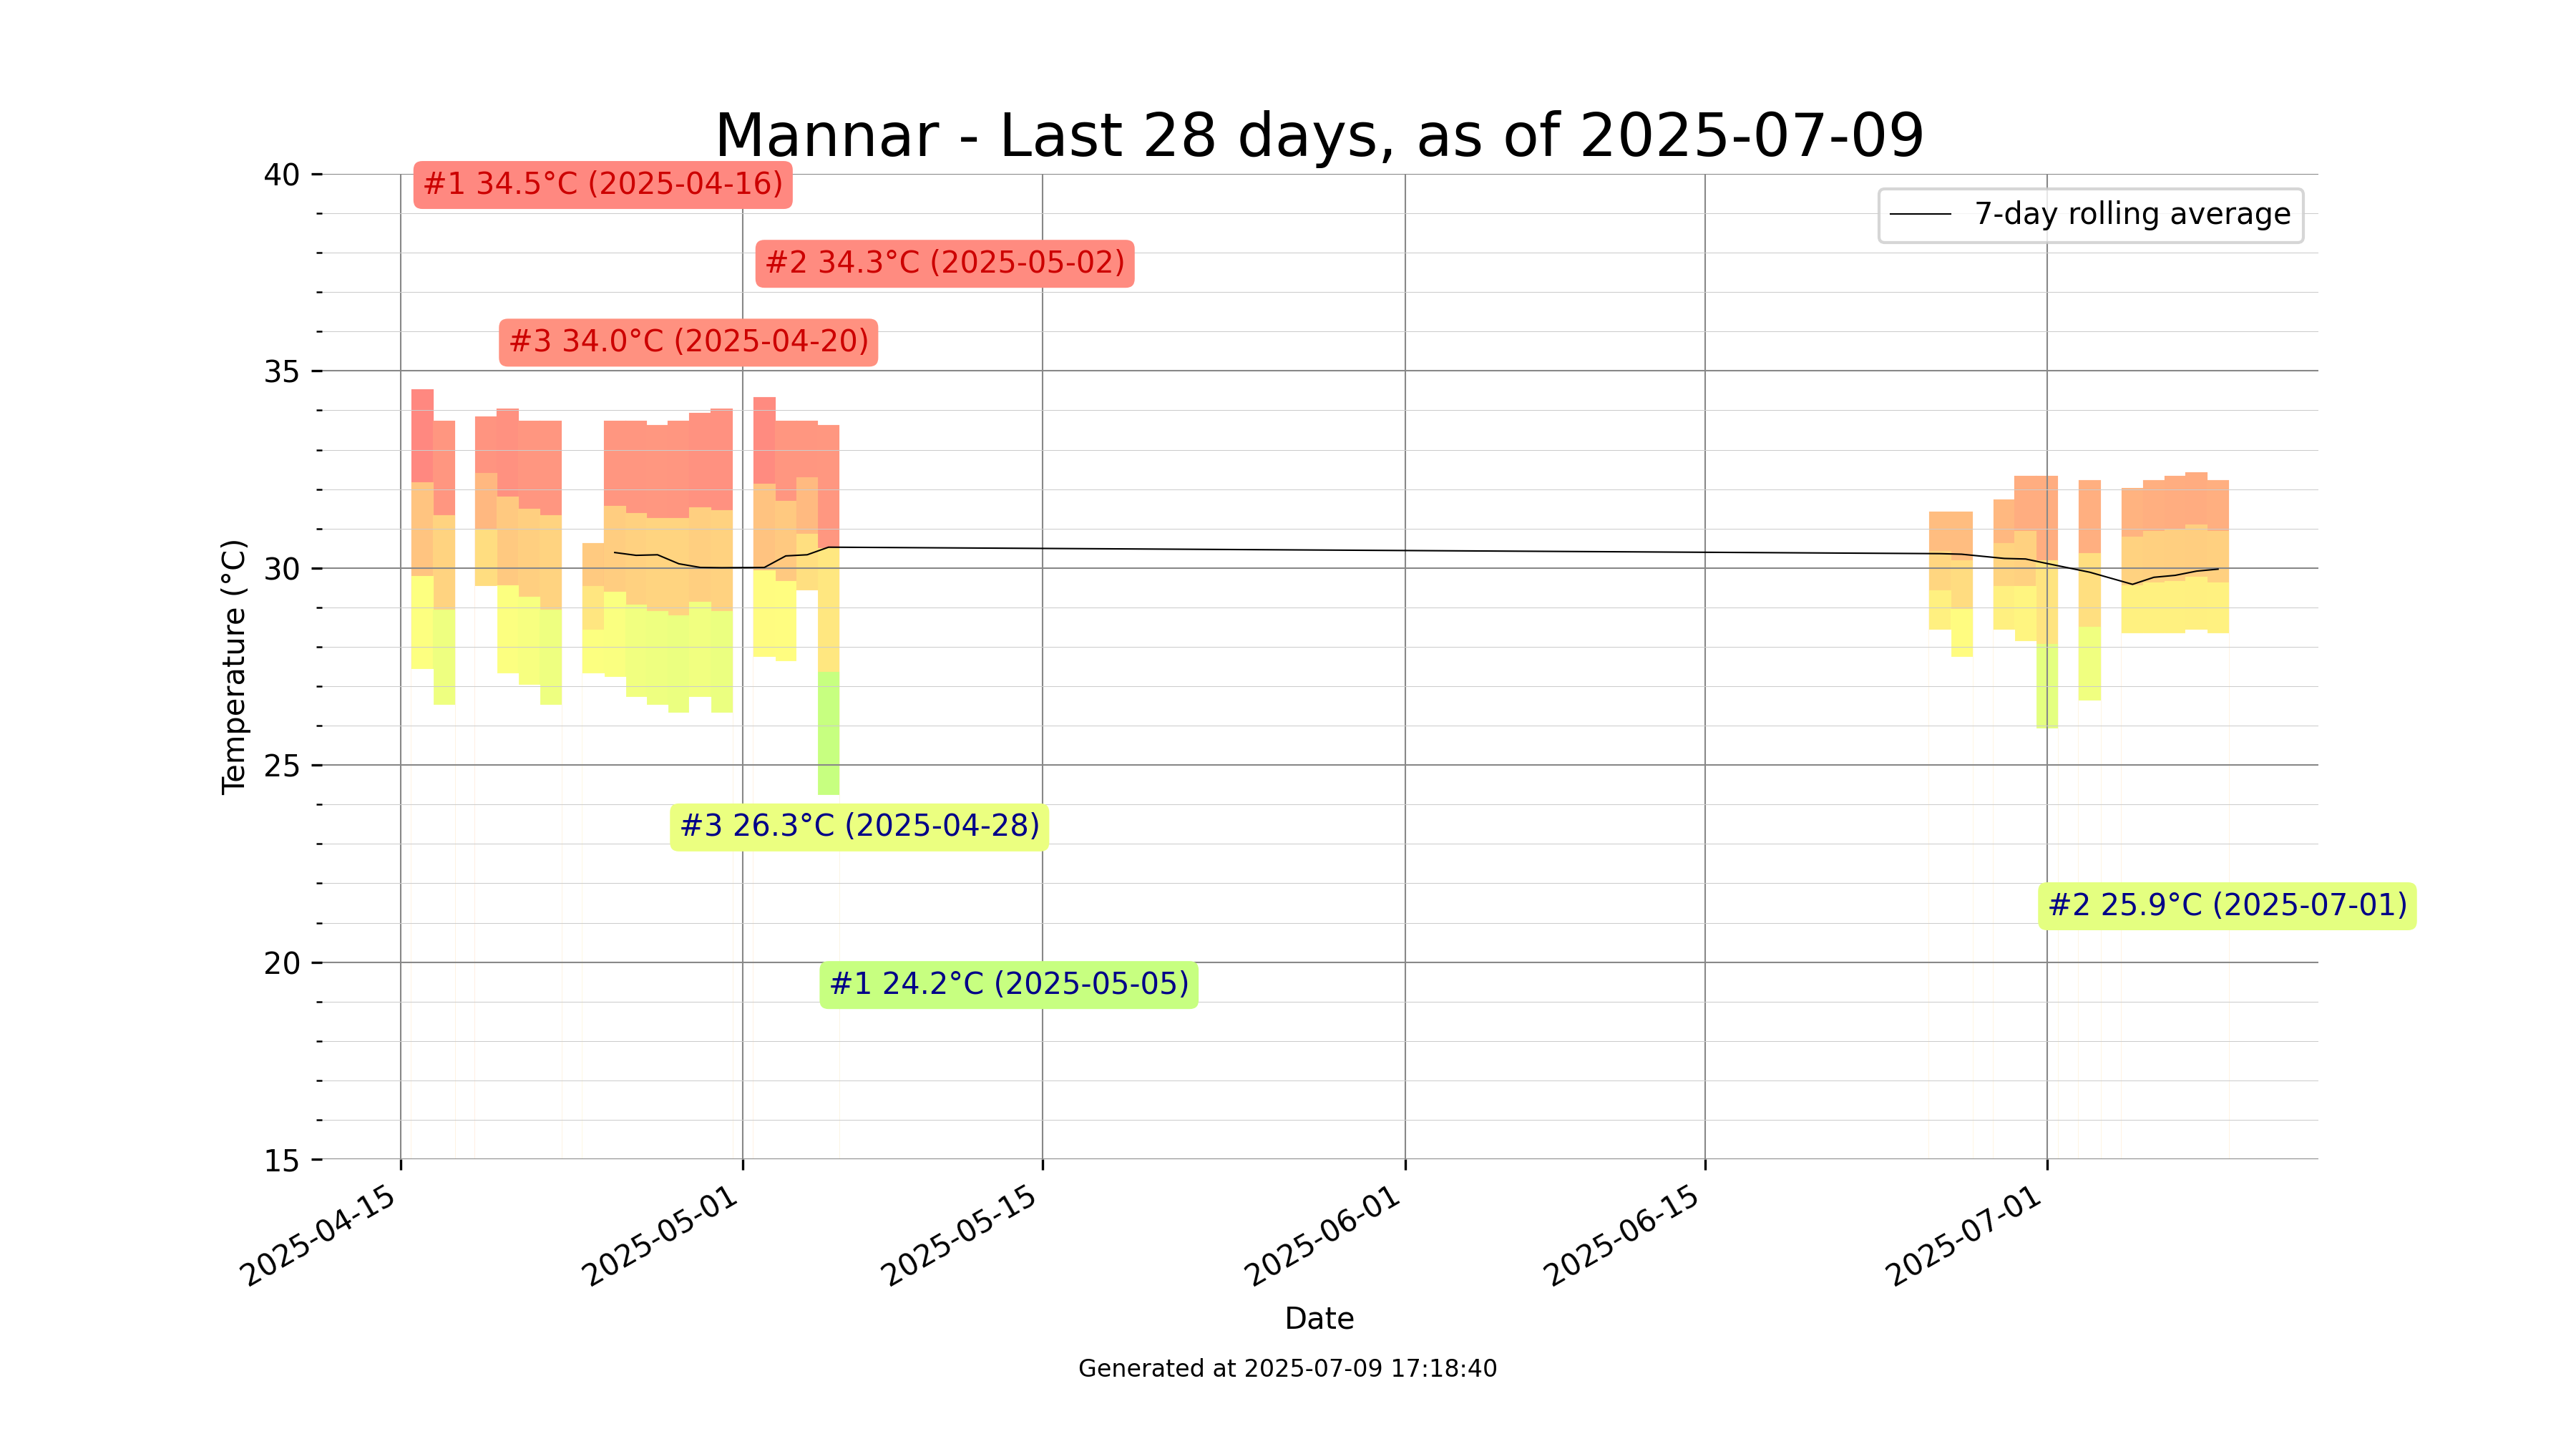 Mannar - Last 28 days, as of 2025-07-09
#1 34.5°C (2025-04-16)
7-day rolling average
#2 34.3°C (2025-05-02)
#3 34.0°C (2025-04-20)
#3 26.3°C (2025-04-28)
#2 25.9°C (2025-07-01)
#1 24.2°C (2025-05-05)
40
35
30
25
20
15
Temperature (°C)
2025-04-15
2025-05-01
2025-05-15
2025-06-01
2025-06-15
2025-07-01
Date
Generated at 2025-07-09 17:18:40